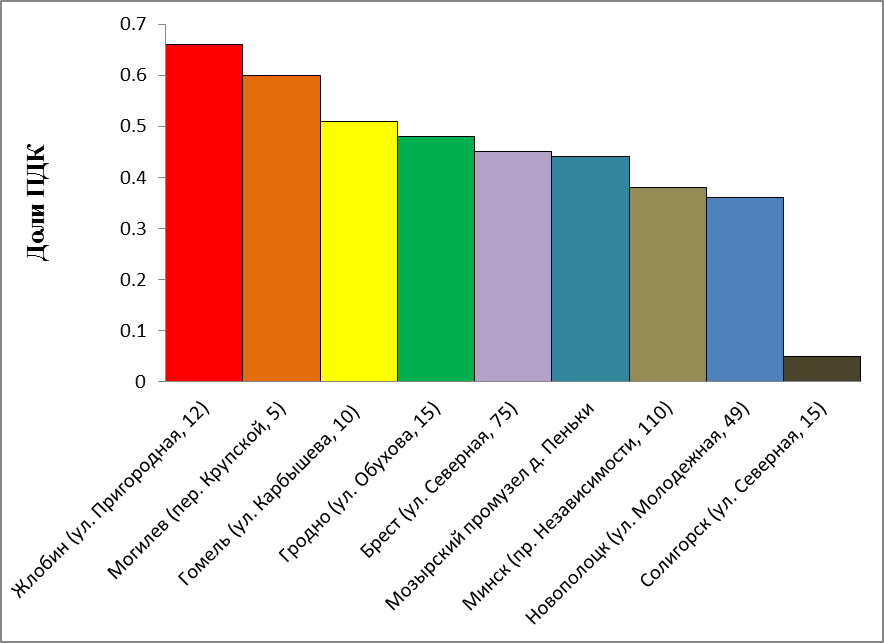 Доли ПДК
0.7
0.6
0.5
0.4
0.3
0.2
0.1
0
Жлобин (ул. Пригородная, 12)
Могилев (пер. Крупской, 5)
Гомель (ул. Карбышева, 10)
Гродно (ул. Обухова, 15)
Брест (ул. Северная, 75)
Мозырский промузел д. Пеньки
Минск (пр. Независимости, 110)
Новополоцк (ул. Молодежная, 49)
Солигорск (ул. Северная, 15)